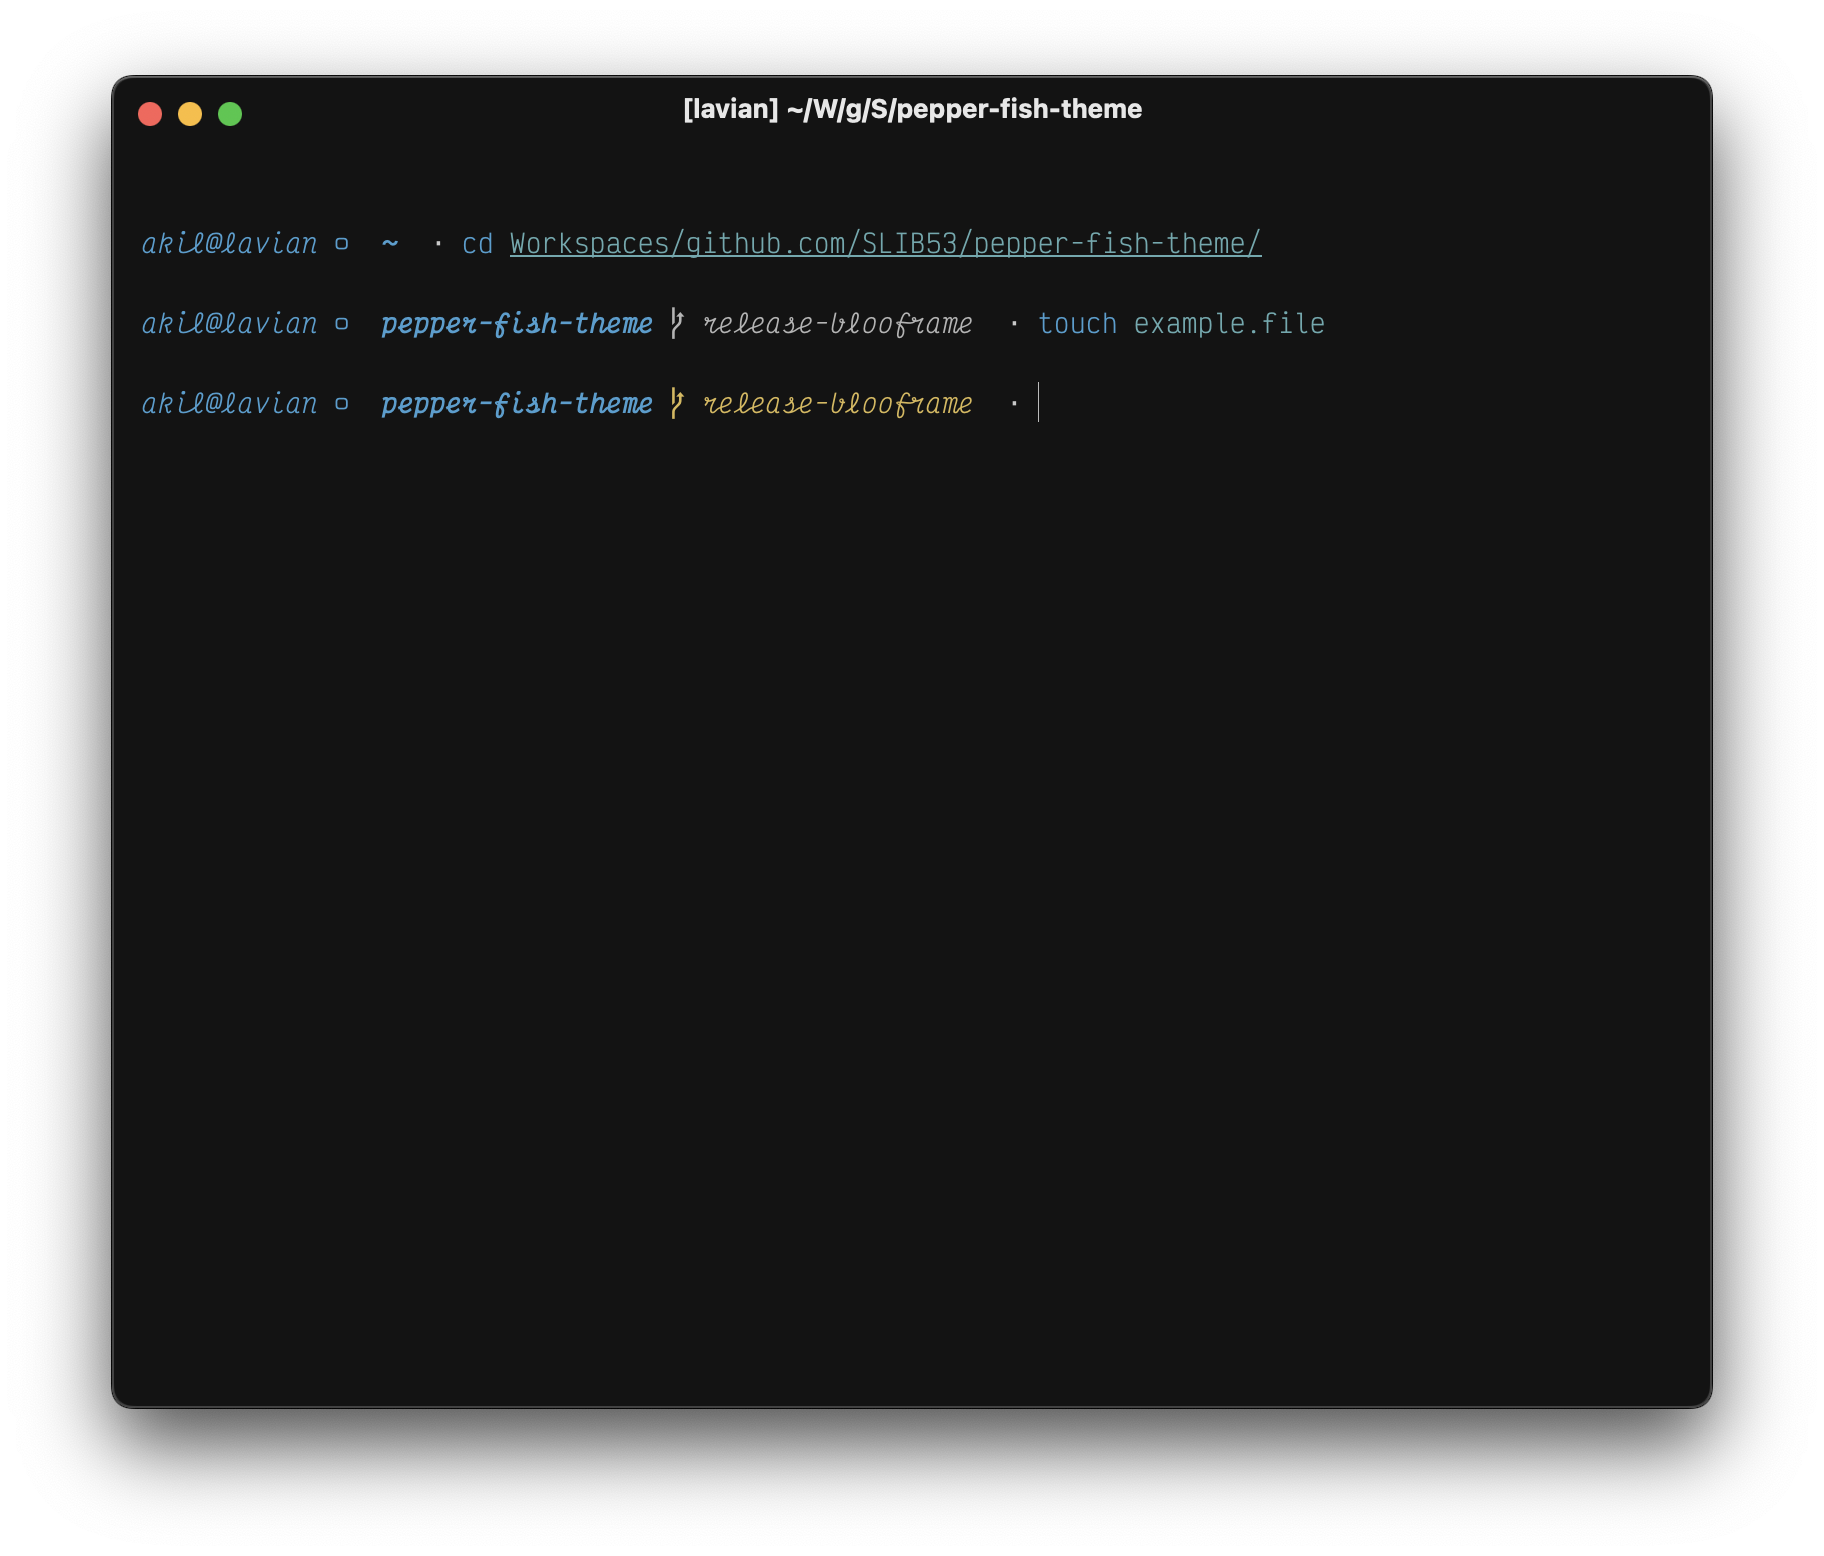 [lavian] ~/W/g/S/pepper-fish-theme
akil@lavian ▫ ~ · cd Workspaces/github.com/SLIB53/pepper-fish-theme/
akil@lavian ▫ pepper-fish-theme ᚿ release-blooframe · touch example.file
akil@lavian ▫ pepper-fish-theme ᚿ release-blooframe ·